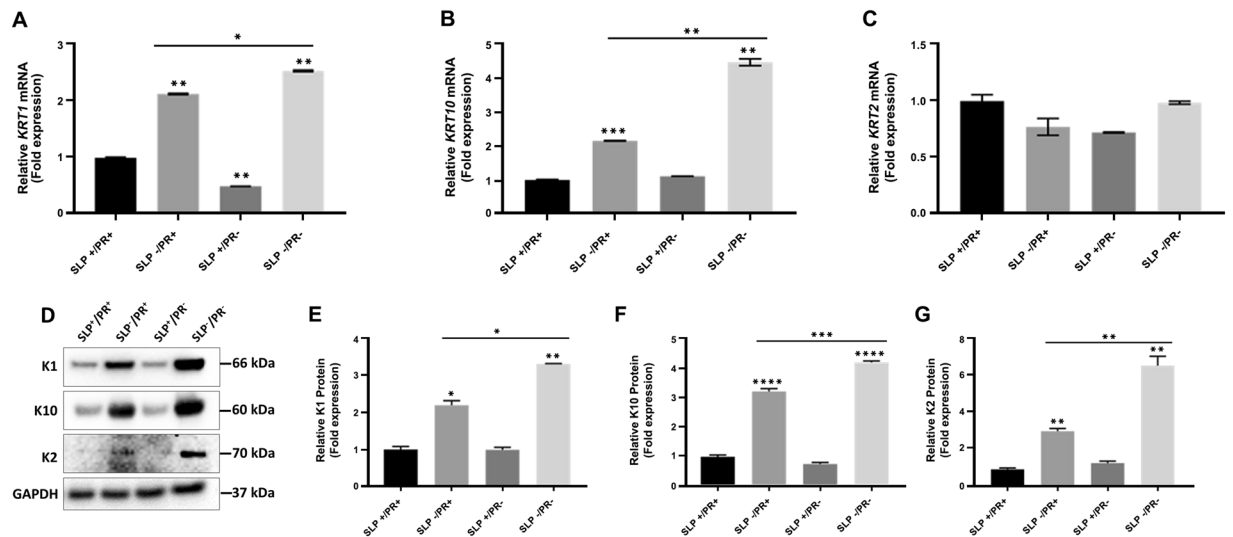 A
Relative KRT1 mRNA
(Fold expression)
3
2
1
0
*
**
**
**
SLP +/PR+
SLP -/PR+
SLP +/PR-
SLP -/PR-
B
Relative KRT10 mRNA
(Fold expression)
5
4
3
2
1
0
**
***
**
SLP +/PR+
SLP -/PR+
SLP +/PR-
SLP -/PR-
C
Relative KRT2 mRNA
(Fold expression)
1.5
1.0
0.5
0.0
SLP +/PR+
SLP -/PR+
SLP +/PR-
SLP -/PR-
D
SLP⁺/PR⁺
SLP⁻/PR⁺
SLP⁺/PR⁻
SLP⁻/PR⁻
K1
66 kDa
K10
60 kDa
K2
70 kDa
GAPDH
37 kDa
E
Relative K1 Protein
(Fold expression)
4
3
2
1
0
*
*
**
SLP +/PR+
SLP -/PR+
SLP +/PR-
SLP -/PR-
F
Relative K10 Protein
(Fold expression)
5
4
3
2
1
0
***
****
****
SLP +/PR+
SLP -/PR+
SLP +/PR-
SLP -/PR-
G
Relative K2 Protein
(Fold expression)
8
6
4
2
0
**
**
**
SLP +/PR+
SLP -/PR+
SLP +/PR-
SLP -/PR-